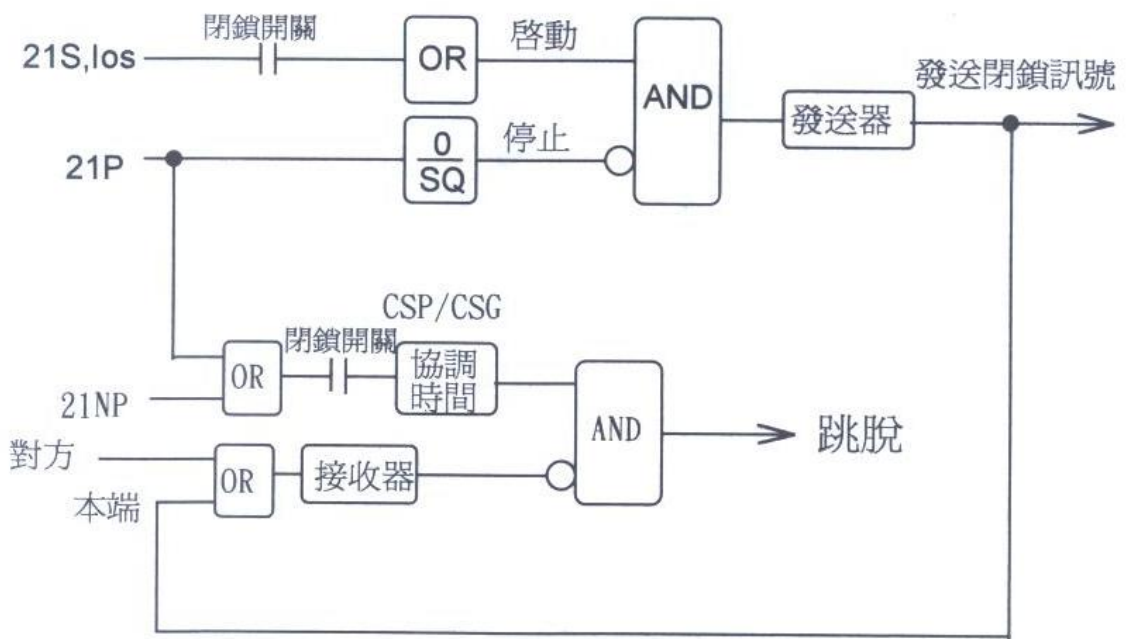 閉鎖開關
21S,Ios
OR
啓動
AND
發送器
發送閉鎖訊號
21P
0
SQ
停止
CSP/CSG
閉鎖開關
OR
協調
時間
21NP
AND
跳脫
對方
OR
接收器
本端